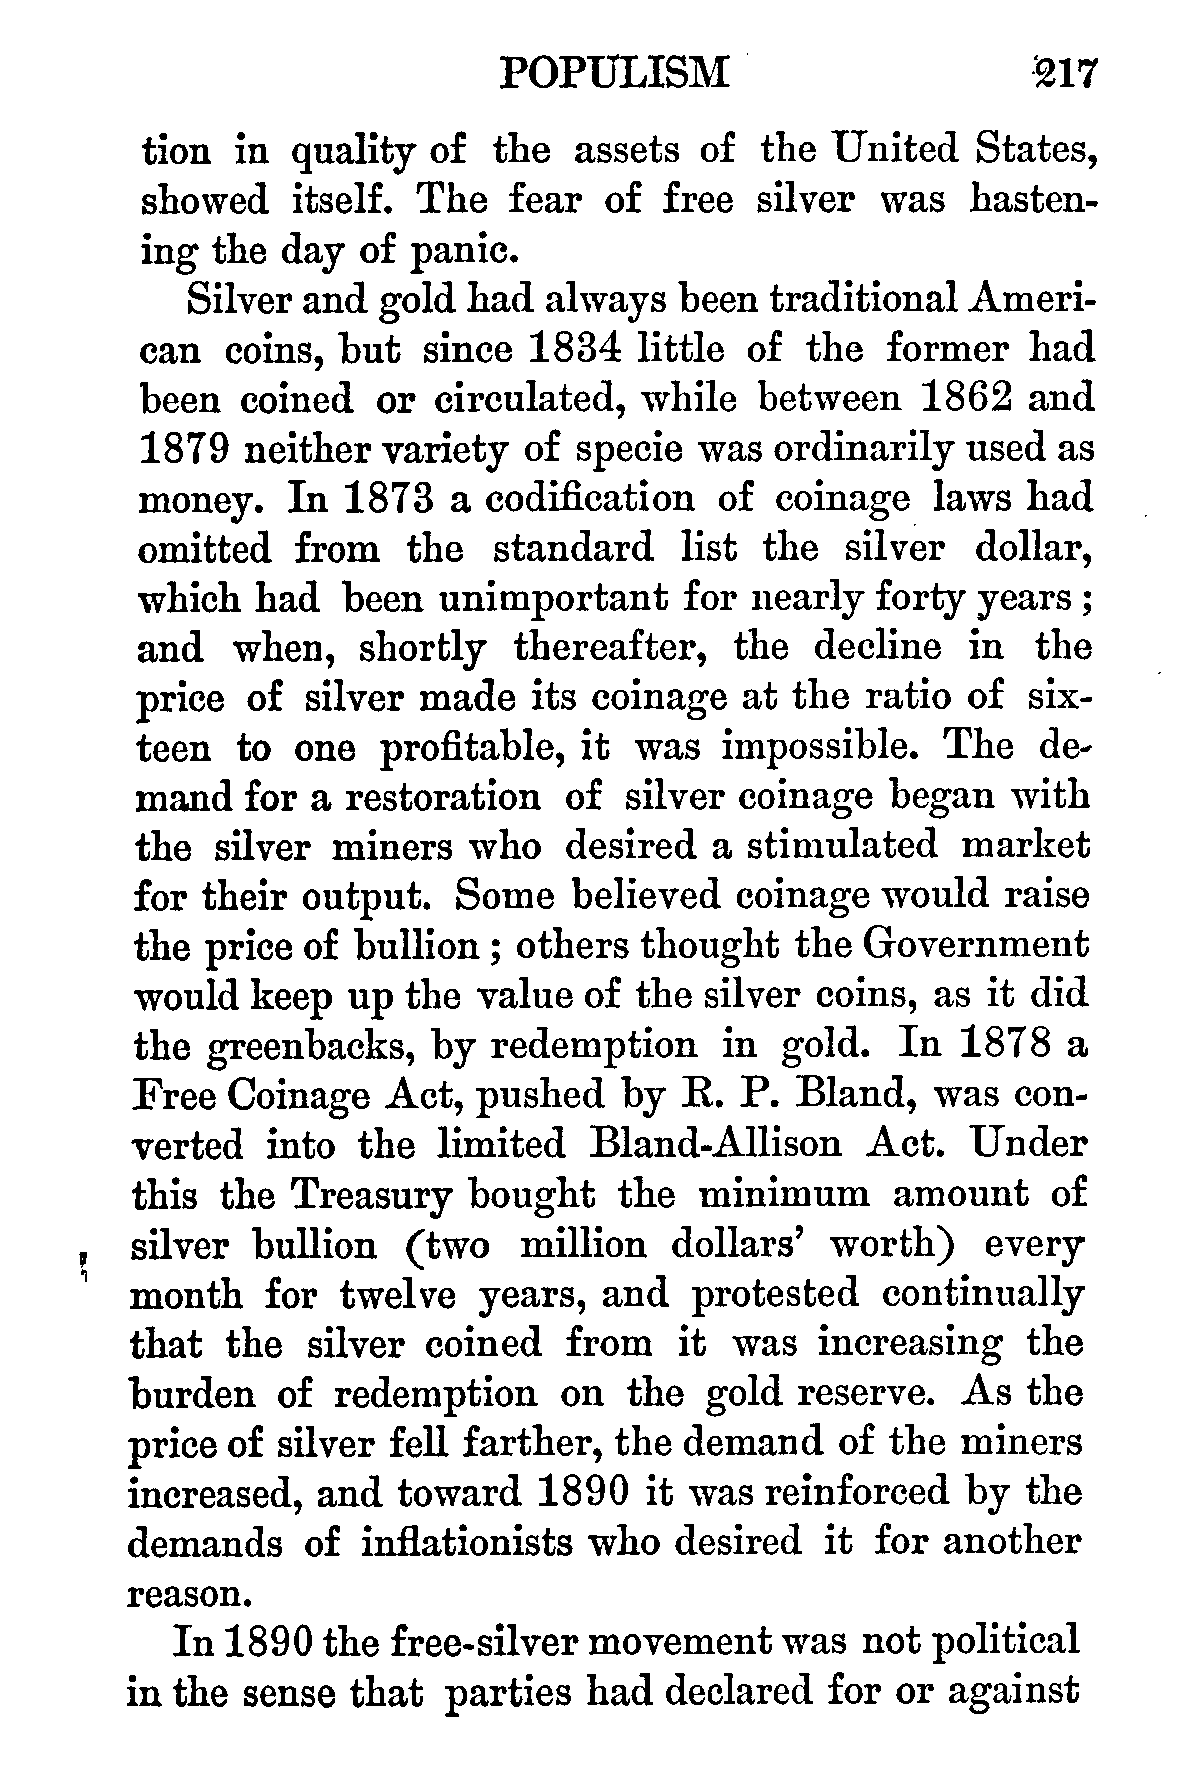 POPULISM 217
tion in quality of the assets of the United States,
showed itself. The fear of free silver was hasten-
ing the day of panic.
Silver and gold had always been traditional Ameri-
can coins, but since 1834 little of the former had
been coined or circulated, while between 1862 and
1879 neither variety of specie was ordinarily used as
money. In 1873 a codification of coinage laws had
omitted from the standard list the silver dollar,
which had been unimportant for nearly forty years;
and when, shortly thereafter, the decline in the
price of silver made its coinage at the ratio of six-
teen to one profitable, it was impossible. The de-
mand for a restoration of silver coinage began with
the silver miners who desired a stimulated market
for their output. Some believed coinage would raise
the price of bullion; others thought the Government
would keep up the value of the silver coins, as it did
the greenbacks, by redemption in gold. In 1878 a
Free Coinage Act, pushed by R. P. Bland, was con-
verted into the limited Bland-Allison Act. Under
this the Treasury bought the minimum amount of
silver bullion (two million dollars' worth) every
month for twelve years, and protested continually
that the silver coined from it was increasing the
burden of redemption on the gold reserve. As the
price of silver fell farther, the demand of the miners
increased, and toward 1890 it was reinforced by the
demands of inflationists who desired it for another
reason.
In 1890 the free-silver movement was not political
in the sense that parties had declared for or against